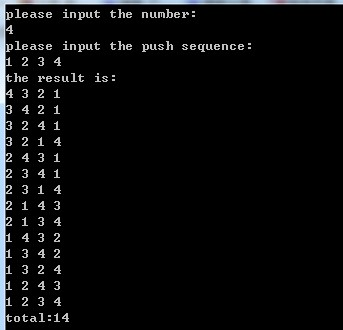 please input the number:
4
please input the push sequence:
1 2 3 4
the result is:
4 3 2 1
3 4 2 1
3 2 4 1
3 2 1 4
2 4 3 1
2 3 4 1
2 3 1 4
2 1 4 3
2 1 3 4
1 4 3 2
1 3 4 2
1 3 2 4
1 2 4 3
1 2 3 4
total:14